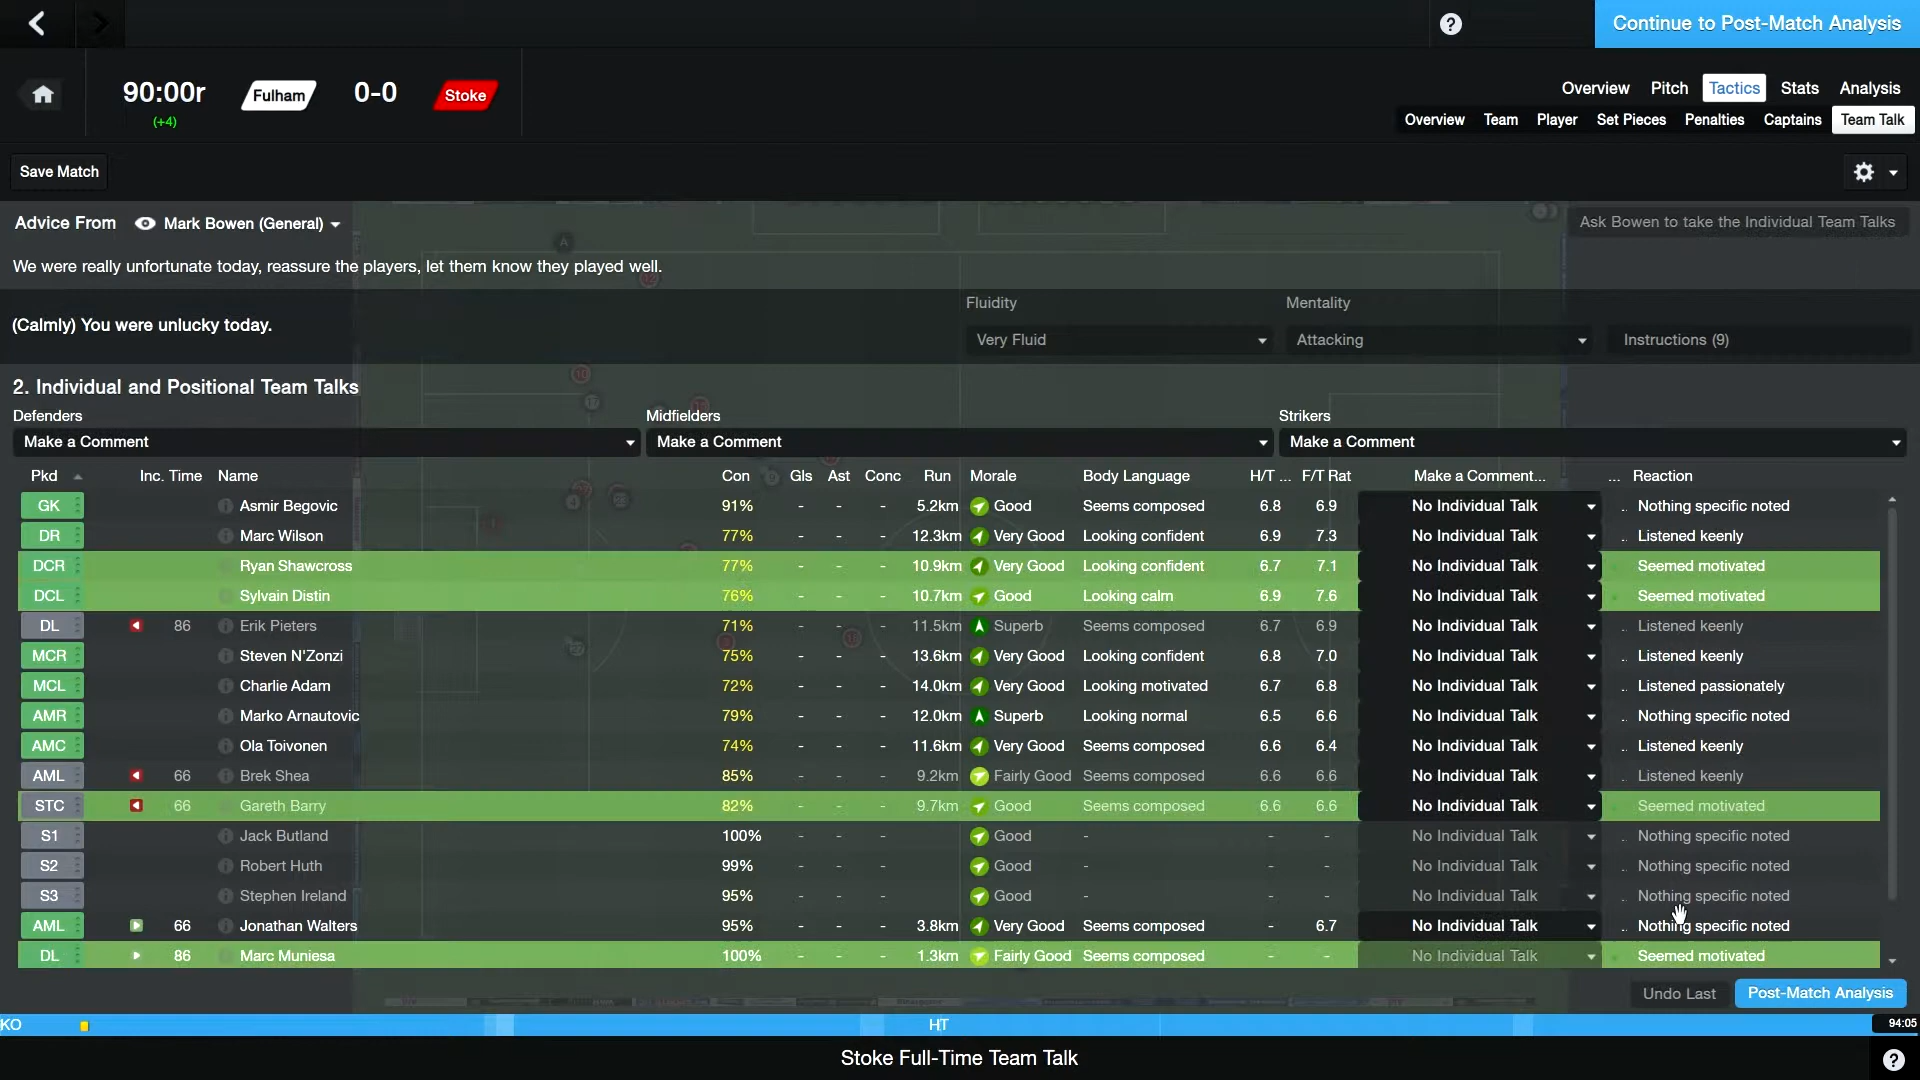 Continue to Post-Match Analysis
90:00r Fulham 0-0 Stoke
(+4)
Overview Pitch Tactics Stats Analysis
Overview Team Player Set Pieces Penalties Captains Team Talk
Save Match
Advice From Mark Bowen (General) Ask Bowen to take the Individual Team Talks
We were really unfortunate today, reassure the players, let them know they played well.
Fluidity Mentality
(Calmly) You were unlucky today.
Very Fluid Attacking Instructions (9)
2. Individual and Positional Team Talks
Defenders Midfielders Strikers
Make a Comment Make a Comment Make a Comment
Pkd Inc. Time Name Con Gls Ast Conc Run Morale Body Language H/T ... F/T Rat Make a Comment... ... Reaction
GK Asmir Begovic 91% - - - 5.2km Good Seems composed 6.8 6.9 No Individual Talk .. Nothing specific noted
DR Marc Wilson 77% - - - 12.3km Very Good Looking confident 6.9 7.3 No Individual Talk .. Listened keenly
DCR Ryan Shawcross 77% - - - 10.9km Very Good Looking confident 6.7 7.1 No Individual Talk Seemed motivated
DCL Sylvain Distin 76% - - - 10.7km Good Looking calm 6.9 7.6 No Individual Talk Seemed motivated
DL 86 Erik Pieters 71% - - - 11.5km Superb Seems composed 6.7 6.9 No Individual Talk .. Listened keenly
MCR Steven N'Zonzi 75% - - - 13.6km Very Good Looking confident 6.8 7.0 No Individual Talk .. Listened keenly
MCL Charlie Adam 72% - - - 14.0km Very Good Looking motivated 6.7 6.8 No Individual Talk .. Listened passionately
AMR Marko Arnautovic 79% - - - 12.0km Superb Looking normal 6.5 6.6 No Individual Talk .. Nothing specific noted
AMC Ola Toivonen 74% - - - 11.6km Very Good Seems composed 6.6 6.4 No Individual Talk .. Listened keenly
AML 66 Brek Shea 85% - - - 9.2km Fairly Good Seems composed 6.6 6.6 No Individual Talk .. Listened keenly
STC 66 Gareth Barry 82% - - - 9.7km Good Seems composed 6.6 6.6 No Individual Talk Seemed motivated
S1 Jack Butland 100% - - - Good - - - No Individual Talk .. Nothing specific noted
S2 Robert Huth 99% - - - Good - - - No Individual Talk .. Nothing specific noted
S3 Stephen Ireland 95% - - - Good - - - No Individual Talk .. Nothing specific noted
AML 66 Jonathan Walters 95% - - - 3.8km Very Good Seems composed - 6.7 No Individual Talk .. Nothing specific noted
DL 86 Marc Muniesa 100% - - - 1.3km Fairly Good Seems composed - - No Individual Talk Seemed motivated
Undo Last Post-Match Analysis
KO HT 94:05
Stoke Full-Time Team Talk